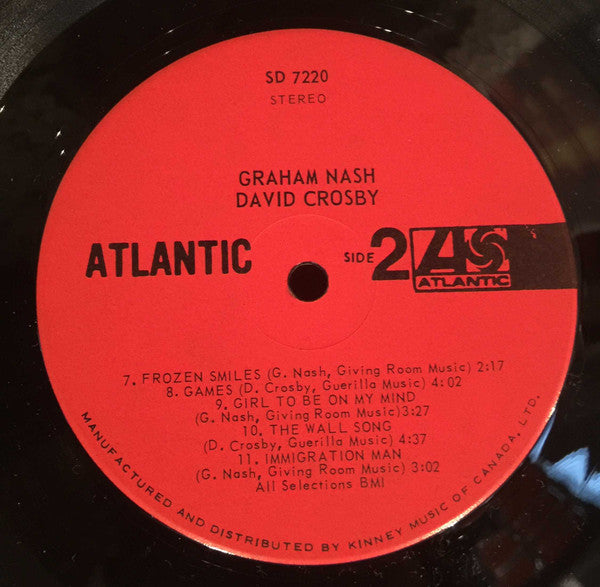 SD 7220
STEREO
GRAHAM NASH
DAVID CROSBY
ATLANTIC
SIDE 2
ATLANTIC
7. FROZEN SMILES (G. Nash, Giving Room Music) 2:17
8. GAMES (D. Crosby, Guerilla Music) 4:02
9. GIRL TO BE ON MY MIND
(G. Nash, Giving Room Music)3:27
10. THE WALL SONG
(D. Crosby, Guerilla Music) 4:37
11. IMMIGRATION MAN
(G. Nash, Giving Room Music) 3:02
All Selections BMI
MANUFACTURED AND DISTRIBUTED BY KINNEY MUSIC OF CANADA, LTD.